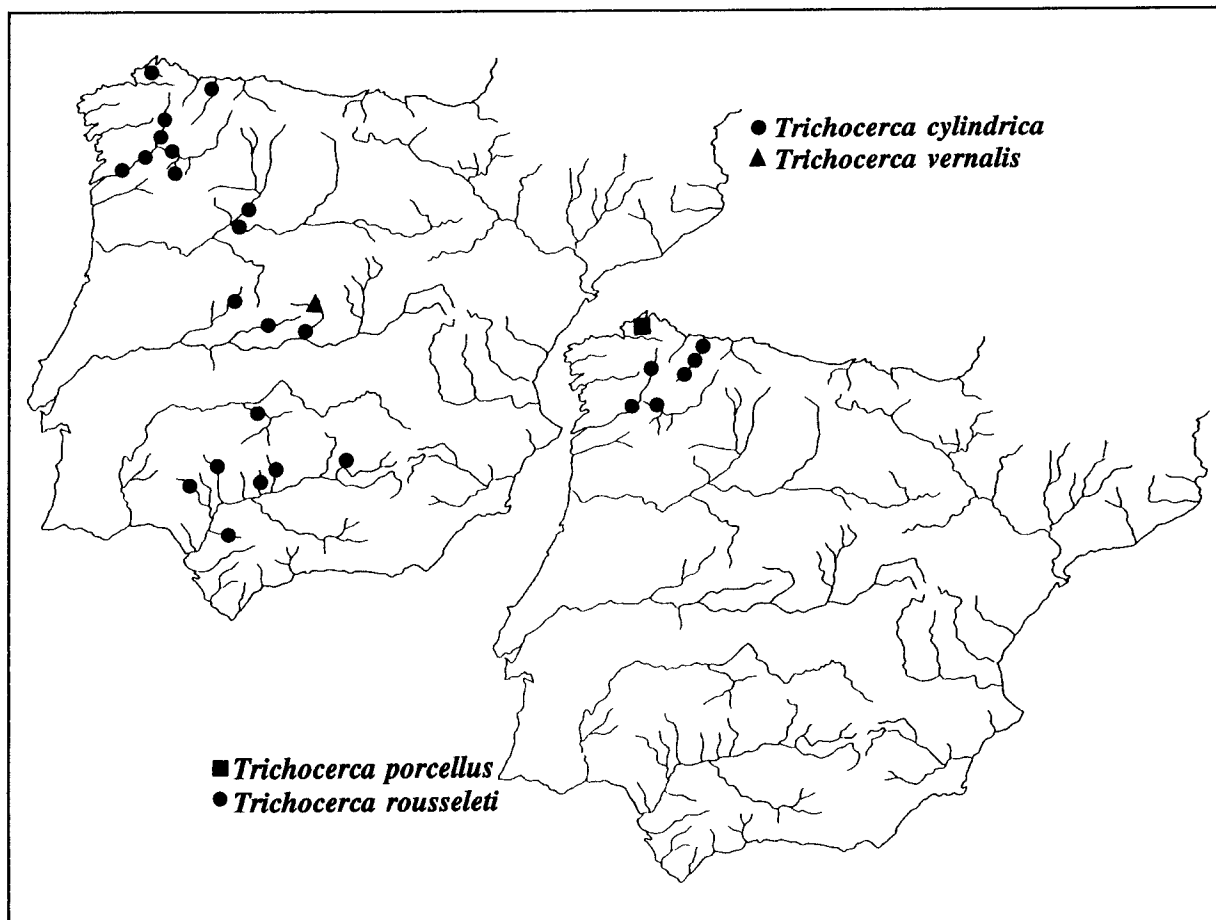 ● Trichocerca cylindrica
▲ Trichocerca vernalis
■ Trichocerca porcellus
● Trichocerca rousseleti